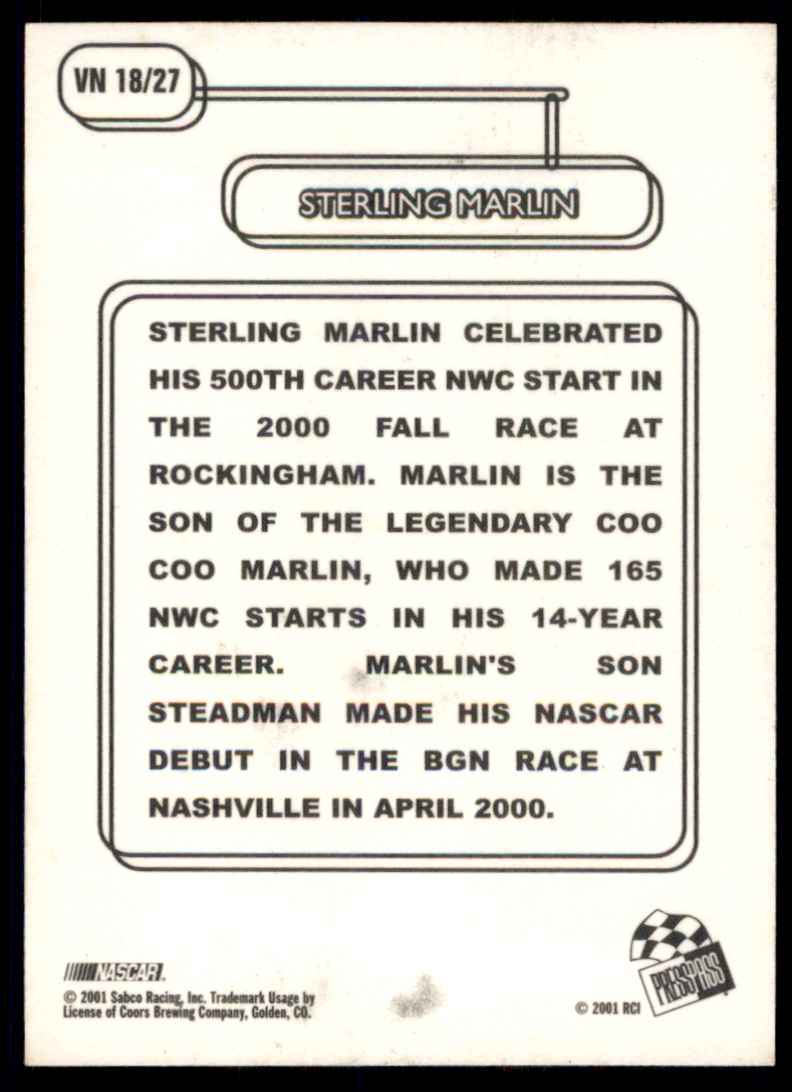 VN 18/27
STERLING MARLIN
STERLING MARLIN CELEBRATED
HIS 500TH CAREER NWC START IN
THE 2000 FALL RACE AT
ROCKINGHAM. MARLIN IS THE
SON OF THE LEGENDARY COO
COO MARLIN, WHO MADE 165
NWC STARTS IN HIS 14-YEAR
CAREER. MARLIN'S SON
STEADMAN MADE HIS NASCAR
DEBUT IN THE BGN RACE AT
NASHVILLE IN APRIL 2000.
NASCAR.
© 2001 Sabco Racing, Inc. Trademark Usage by
License of Coors Brewing Company, Golden, CO.
© 2001 RCI
PRESS PASS